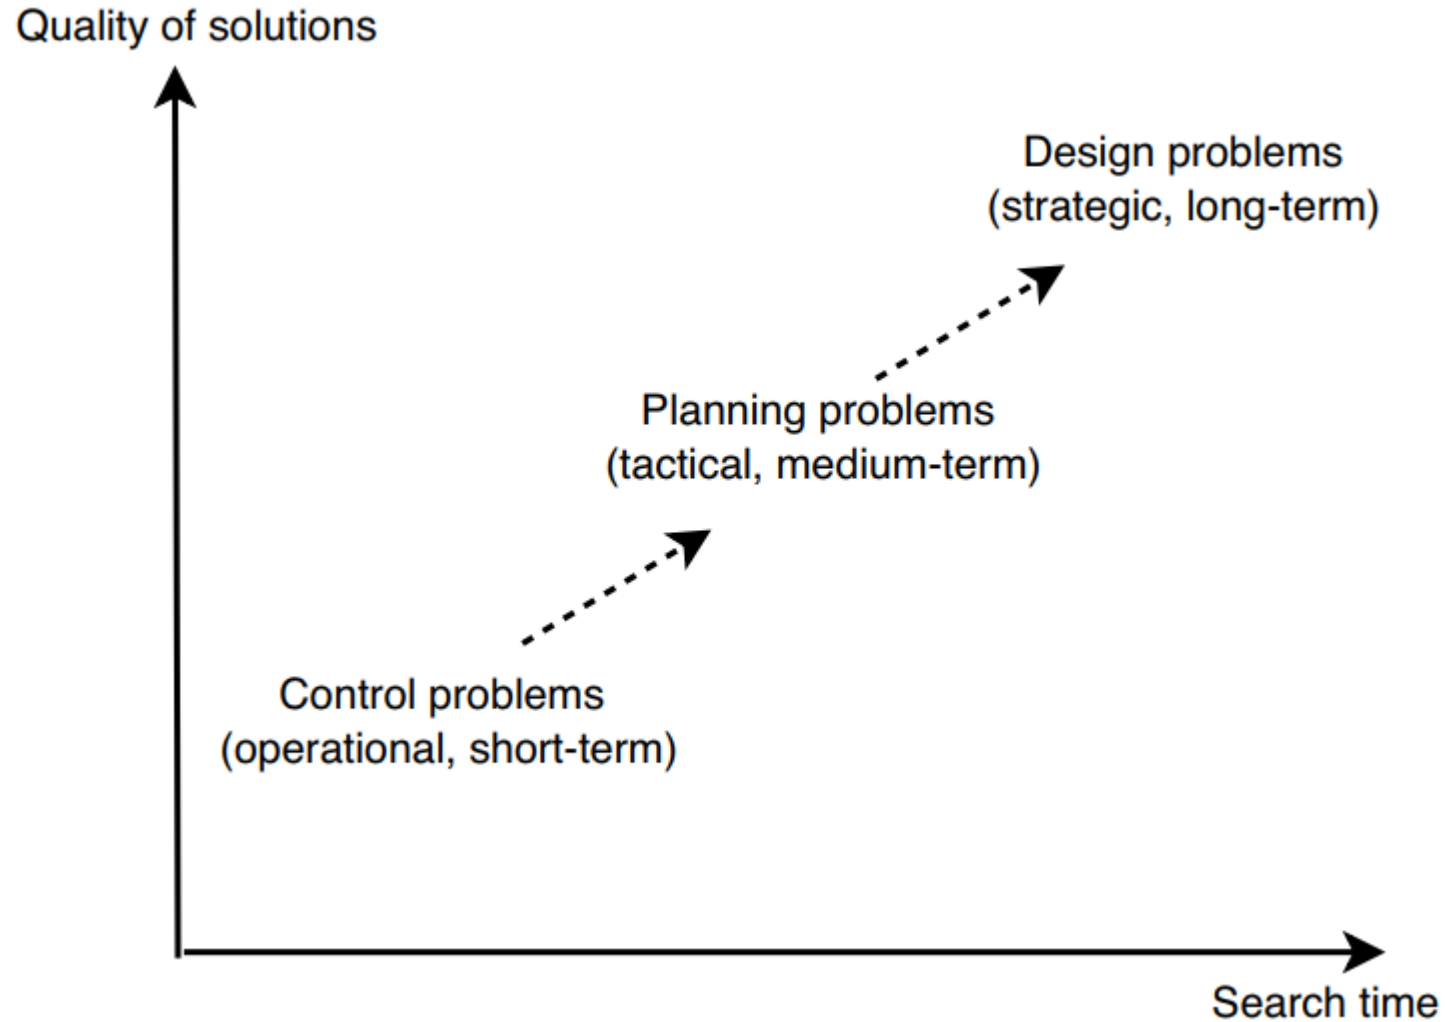 Quality of solutions
Design problems
(strategic, long-term)
Planning problems
(tactical, medium-term)
Control problems
(operational, short-term)
Search time